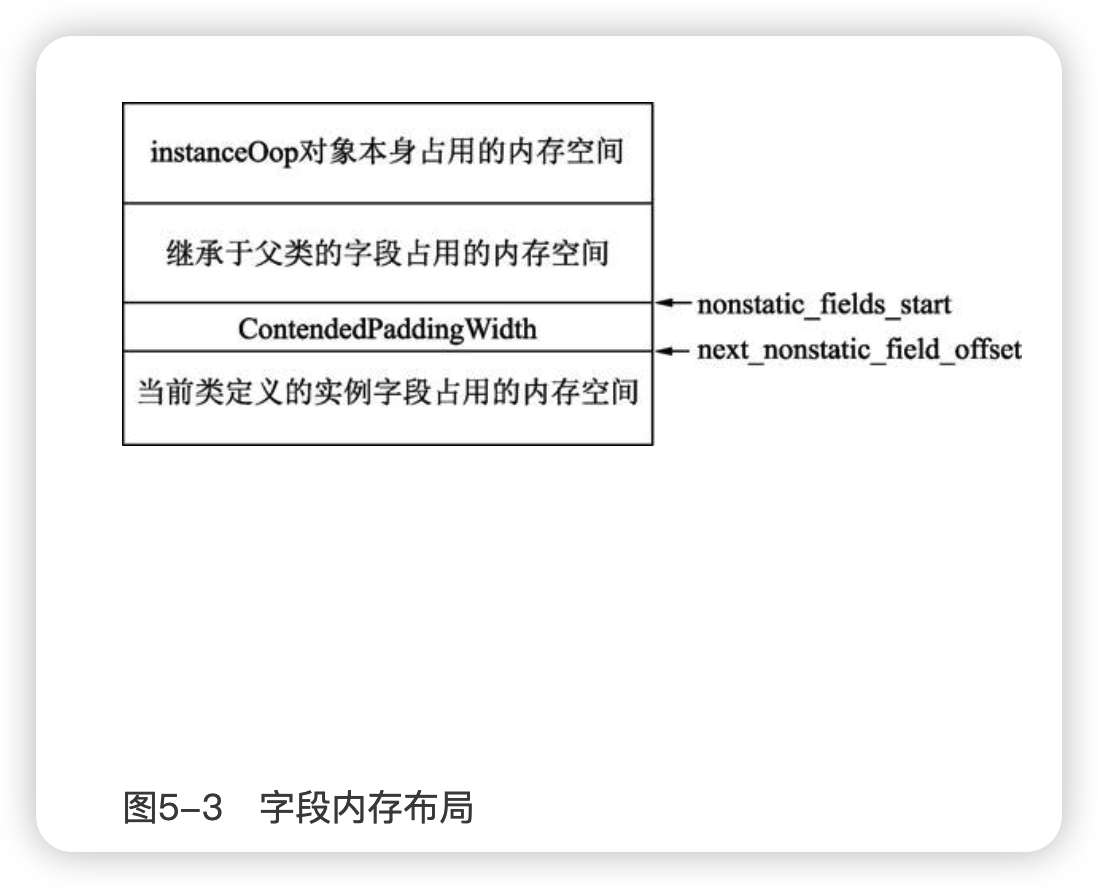 instanceOop对象本身占用的内存空间
继承于父类的字段占用的内存空间
nonstatic_fields_start
ContendedPaddingWidth
next_nonstatic_field_offset
当前类定义的实例字段占用的内存空间
图5-3 字段内存布局